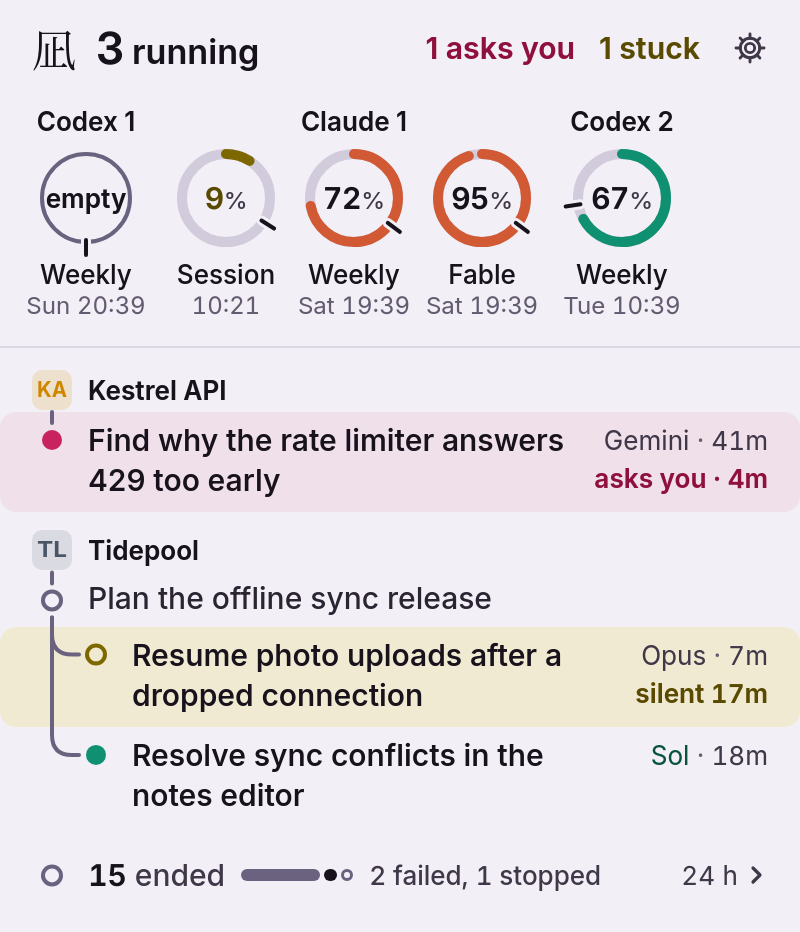 凪 3 running 1 asks you 1 stuck
Codex 1 Claude 1 Codex 2
empty 9% 72% 95% 67%
Weekly Session Weekly Fable Weekly
Sun 20:39 10:21 Sat 19:39 Sat 19:39 Tue 10:39
KA Kestrel API
Find why the rate limiter answers Gemini · 41m
429 too early asks you · 4m
TL Tidepool
Plan the offline sync release
Resume photo uploads after a Opus · 7m
dropped connection silent 17m
Resolve sync conflicts in the Sol · 18m
notes editor
15 ended 2 failed, 1 stopped 24 h